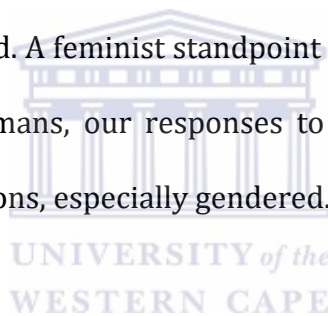 d. A feminist standpoint
mans, our responses to
ons, especially gendered.
UNIVERSITY of the
WESTERN CAPE